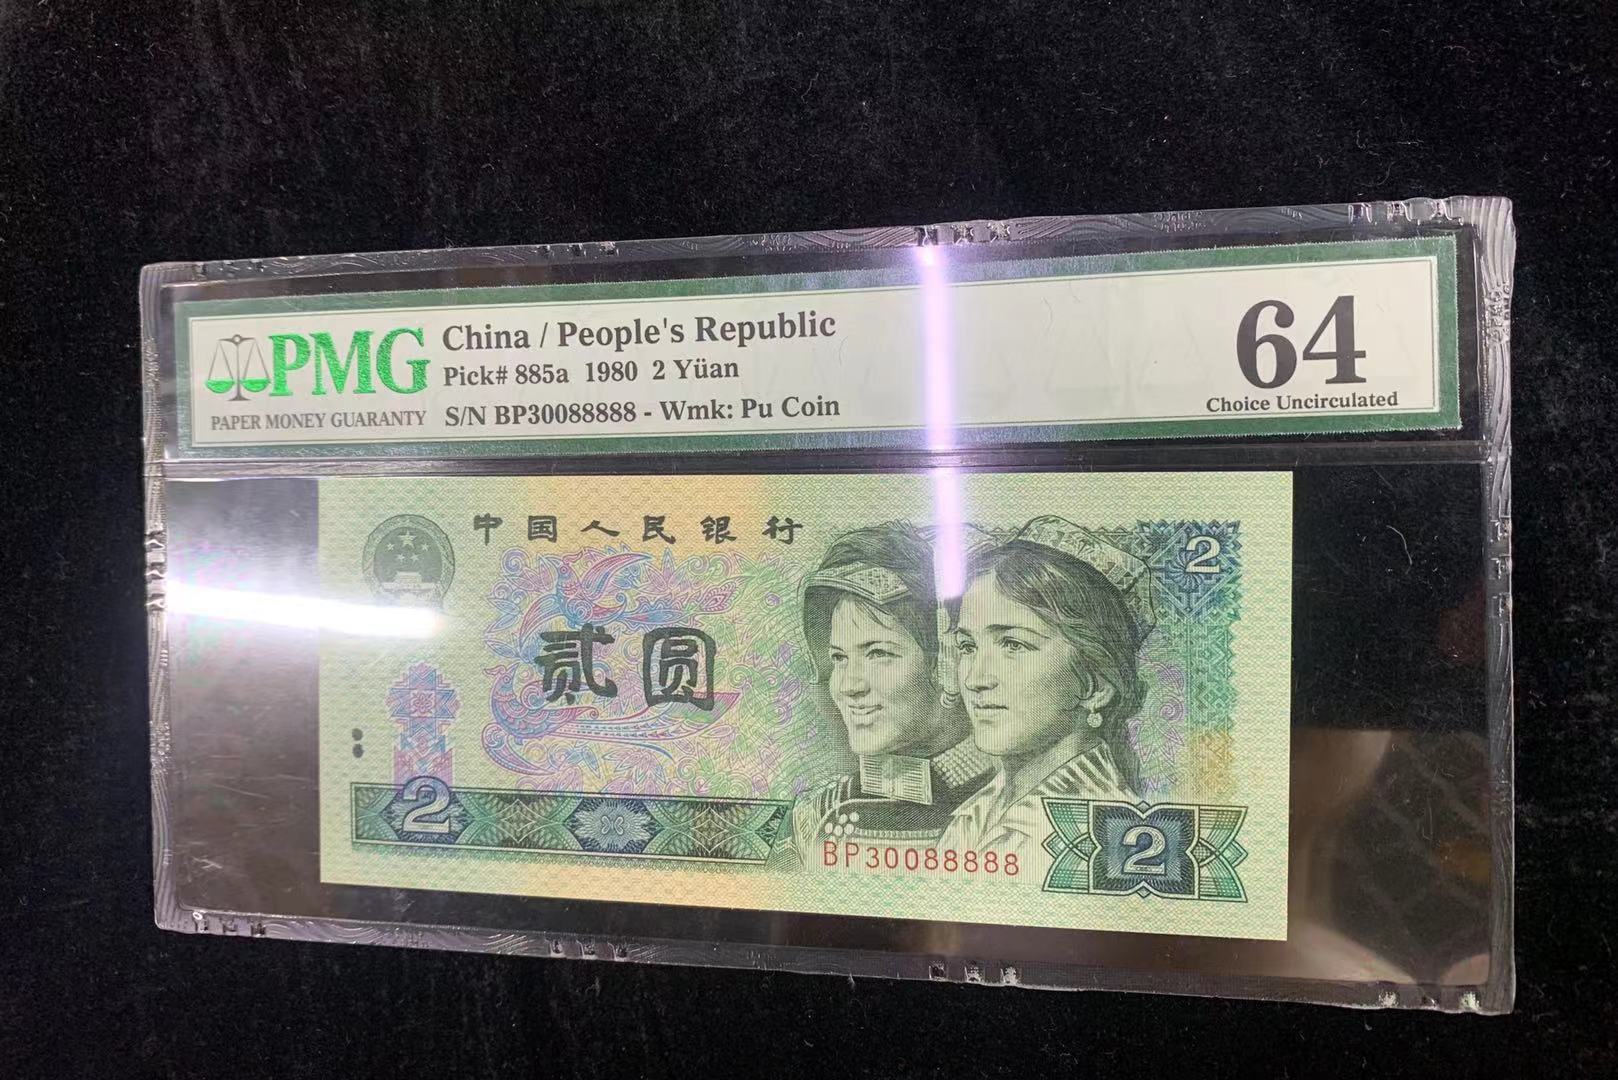 PMG
PAPER MONEY GUARANTY
China / People's Republic
Pick# 885a 1980 2 Yüan
S/N BP30088888 - Wmk: Pu Coin
64
Choice Uncirculated
中国人民银行
2
贰圆
2
BP30088888
2